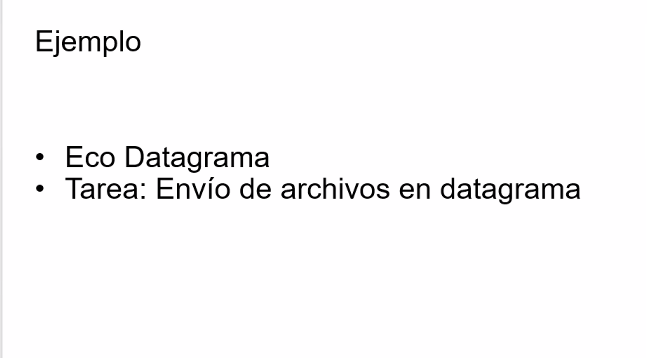 Ejemplo
• Eco Datagrama
• Tarea: Envío de archivos en datagrama